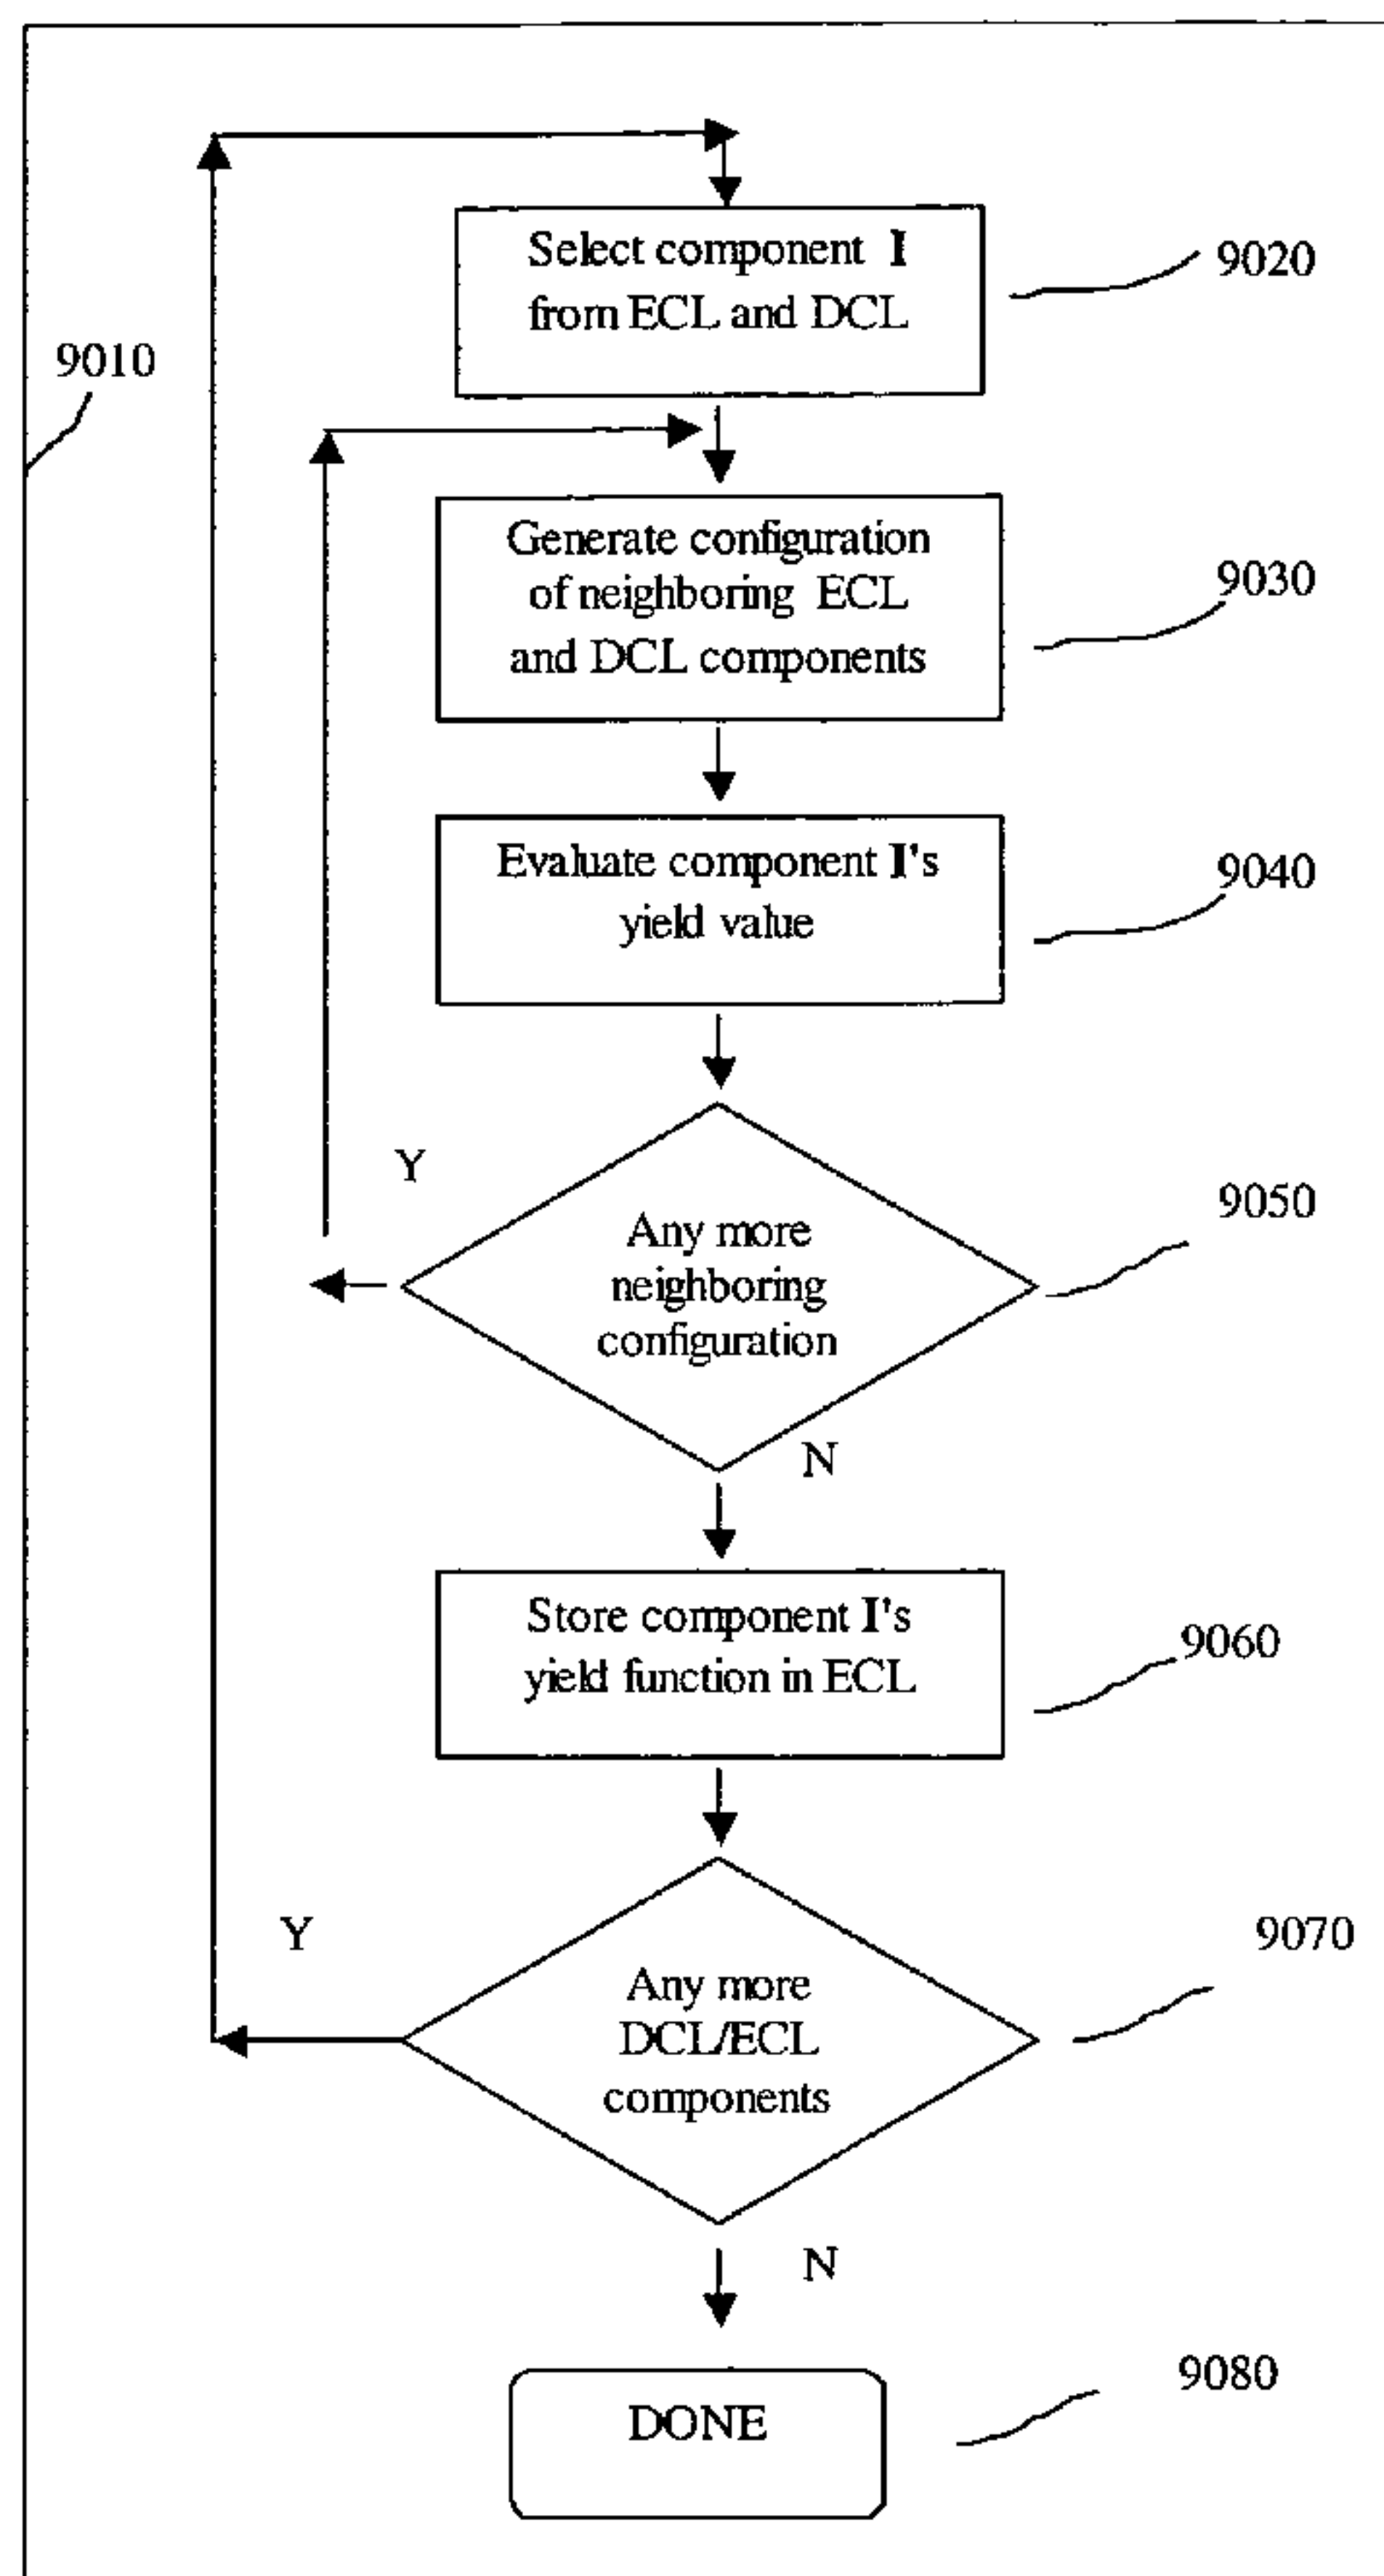 Select component I
from ECL and DCL
9020
9010
Generate configuration
of neighboring ECL
and DCL components
9030
Evaluate component I's
yield value
9040
Y
Any more
neighboring
configuration
9050
N
Store component I's
yield function in ECL
9060
Y
Any more
DCL/ECL
components
9070
N
DONE
9080